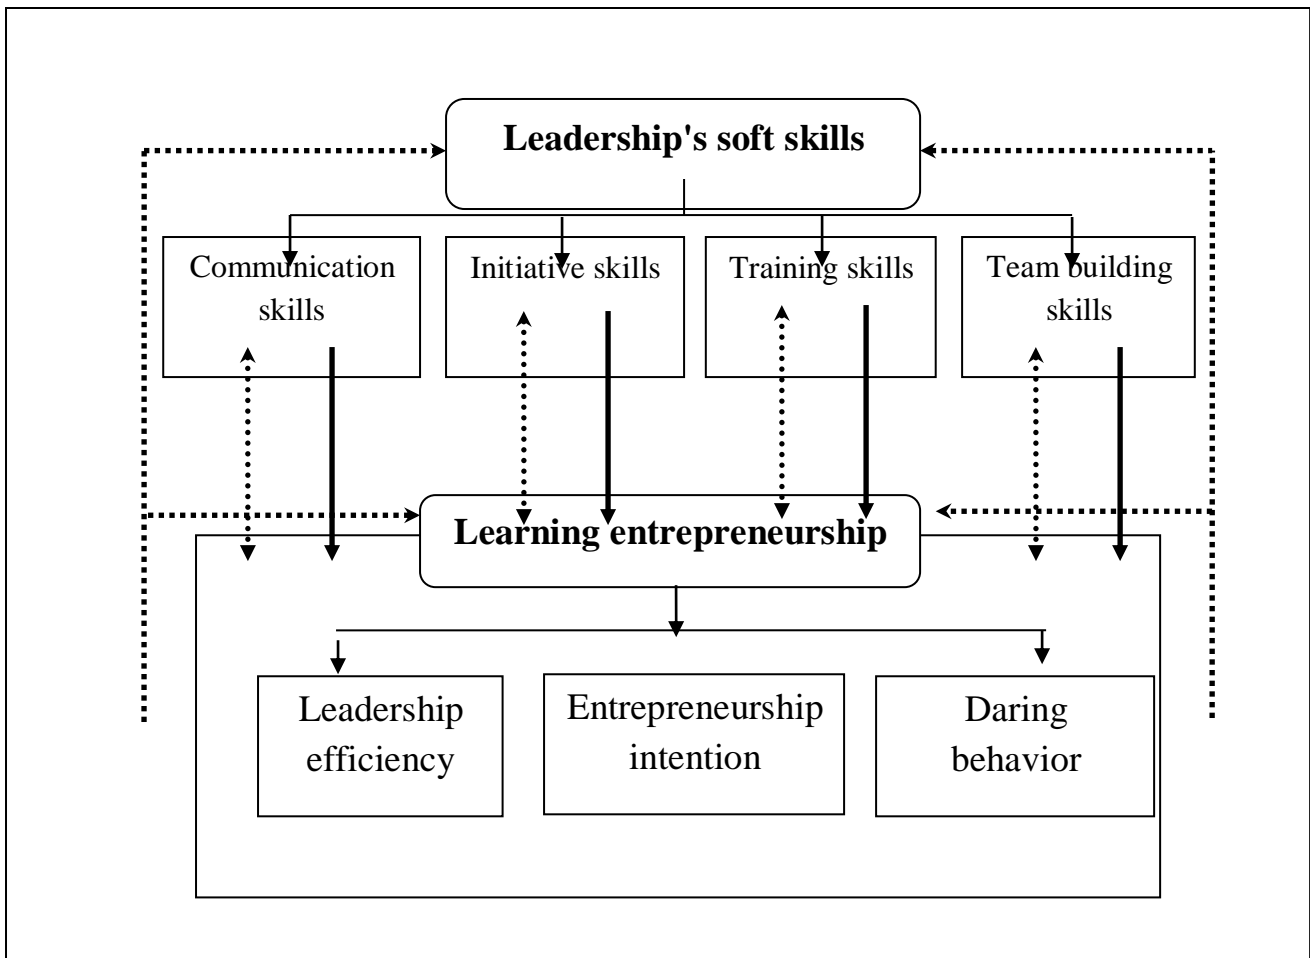 Leadership's soft skills
Communication
skills
Initiative skills
Training skills
Team building
skills
Learning entrepreneurship
Leadership
efficiency
Entrepreneurship
intention
Daring
behavior